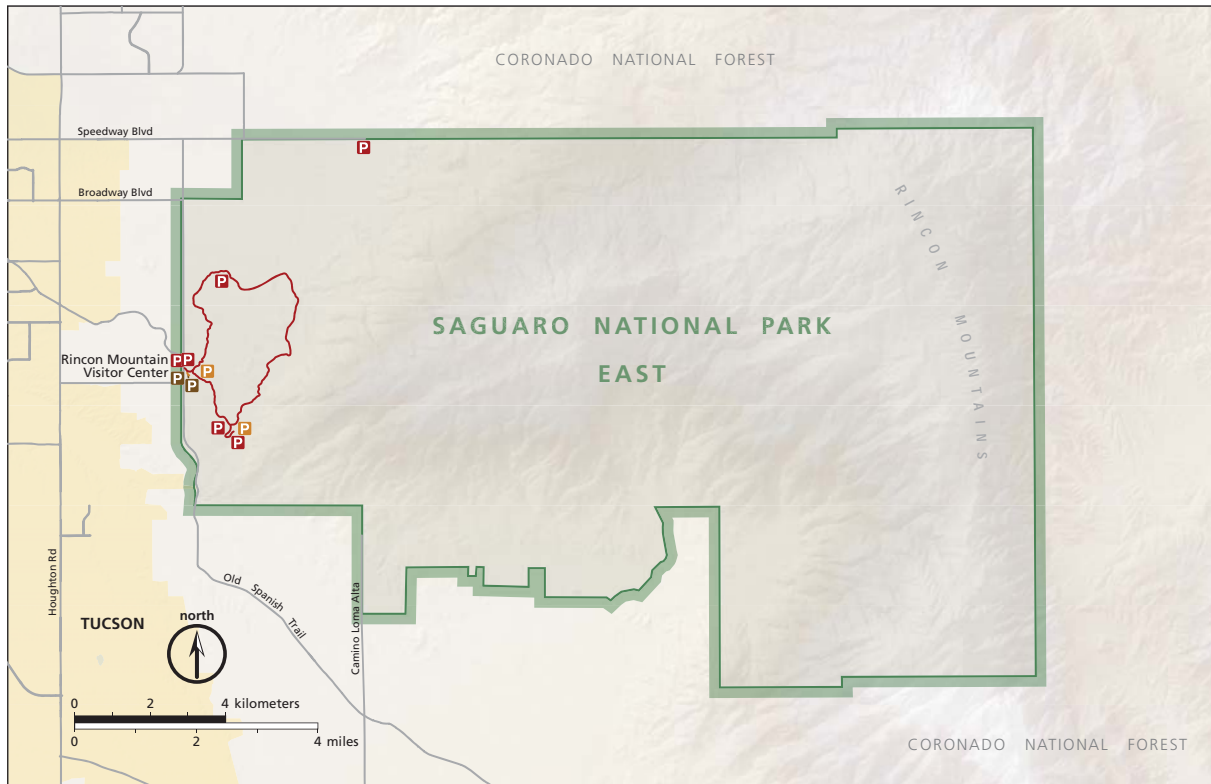 CORONADO NATIONAL FOREST
Speedway Blvd
P
Broadway Blvd
RINCON MOUNTAINS
P
SAGUARO NATIONAL PARK
EAST
Rincon Mountain
Visitor Center
P P
P
P P
P P
P
Houghton Rd
Old Spanish Trail
Camino Loma Alta
TUCSON
north
0 2 4 kilometers
0 2 4 miles
CORONADO NATIONAL FOREST